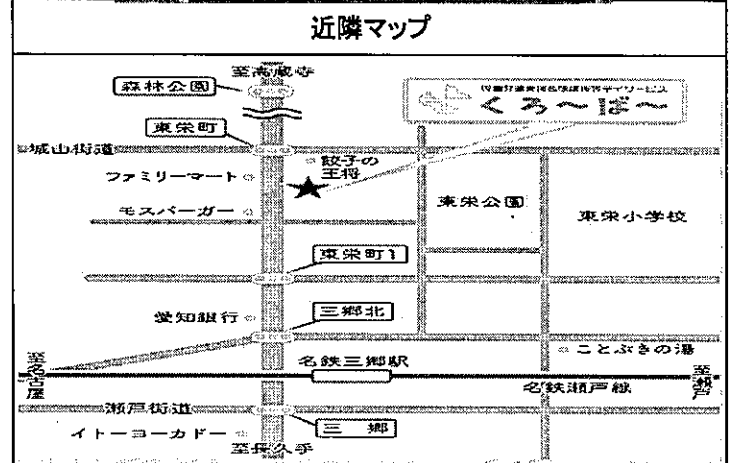 近隣マップ
至高蔵寺
森林公園
くろ～ば～
東栄町
城山街道
餃子の
王将
ファミリーマート
モスバーガー
東栄公園
東栄小学校
東栄町1
愛知銀行
三郷北
ことぶきの湯
至名古屋
名鉄三郷駅
至瀬戸
名鉄瀬戸線
瀬戸街道
イトーヨーカドー
三郷
至長久手